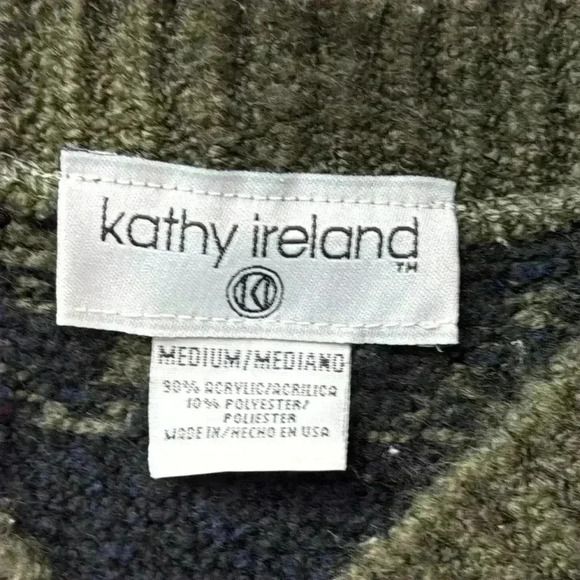 kathy ireland
TM
K
MEDIUM/MEDIANO
90% ACRYLIC/ACRILICA
10% POLYESTER/
POLIESTER
MADE IN/HECHO EN USA